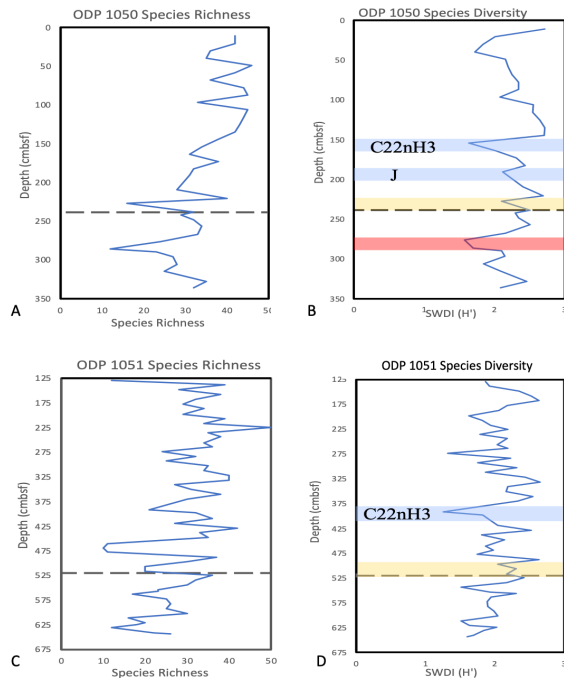 ODP 1050 Species Richness
0
50
100
150
200
250
300
350
Depth (cmbsf)
0 10 20 30 40 50
Species Richness
A
ODP 1050 Species Diversity
0
50
100
150
200
250
300
350
Depth (cmbsf)
C22nH3
J
0 1 2 3
SWDI (H')
B
ODP 1051 Species Richness
125
175
225
275
325
375
425
475
525
575
625
675
Depth (cmbsf)
0 10 20 30 40 50
Species Richness
C
ODP 1051 Species Diversity
125
175
225
275
325
375
425
475
525
575
625
675
Depth (cmbsf)
C22nH3
0 1 2 3
SWDI (H')
D